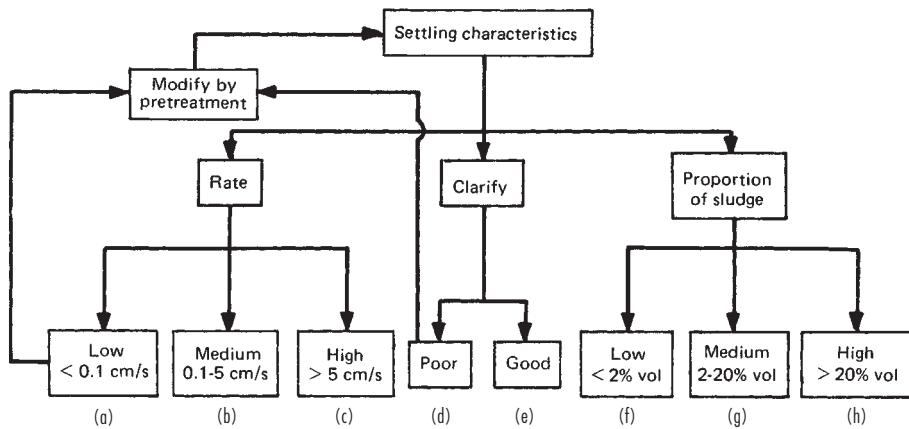 Settling characteristics
Modify by
pretreatment
Rate
Clarify
Proportion
of sludge
Low
< 0.1 cm/s
Medium
0.1-5 cm/s
High
> 5 cm/s
Poor
Good
Low
< 2% vol
Medium
2-20% vol
High
> 20% vol
(a)
(b)
(c)
(d)
(e)
(f)
(g)
(h)